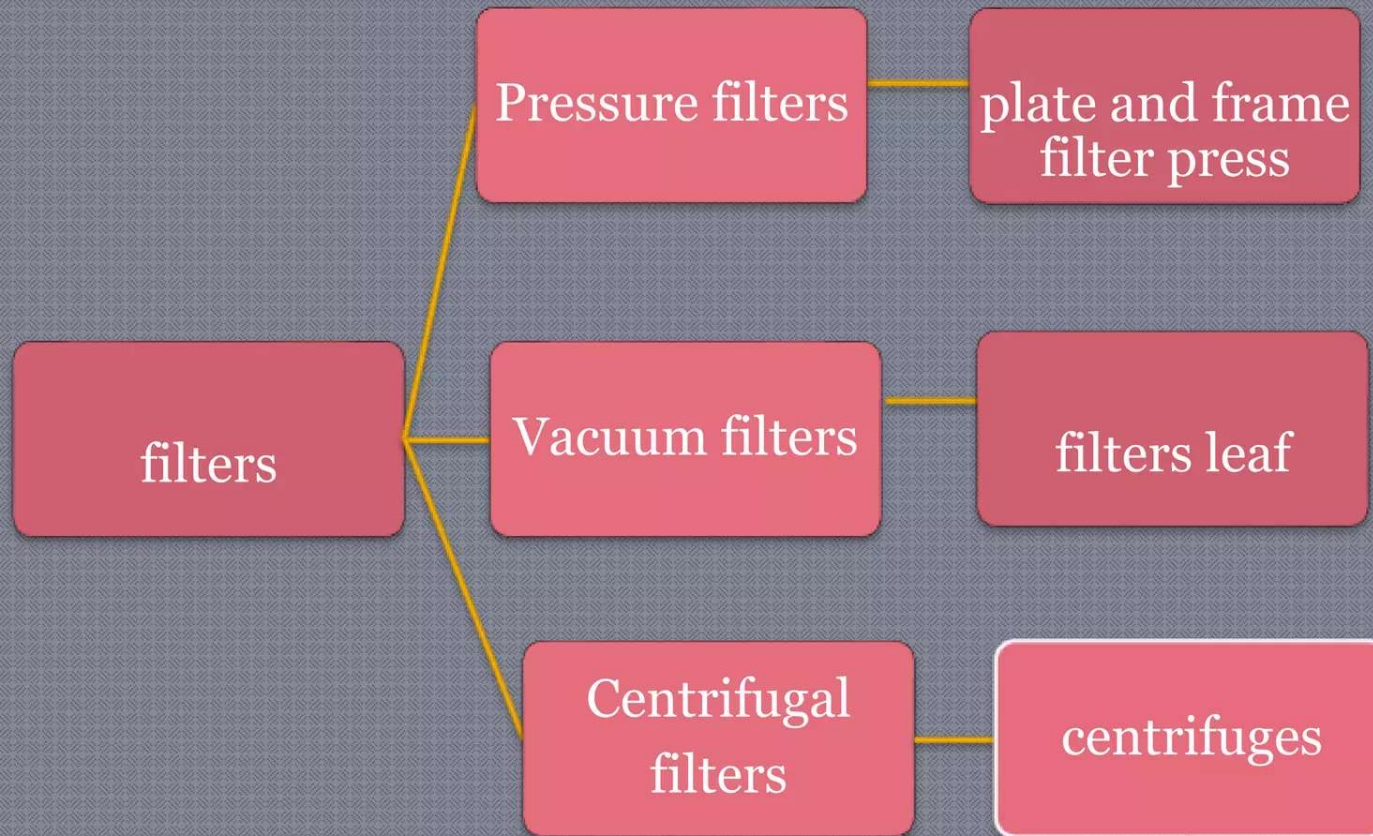 Pressure filters
plate and frame
filter press
filters
Vacuum filters
filters leaf
Centrifugal
filters
centrifuges